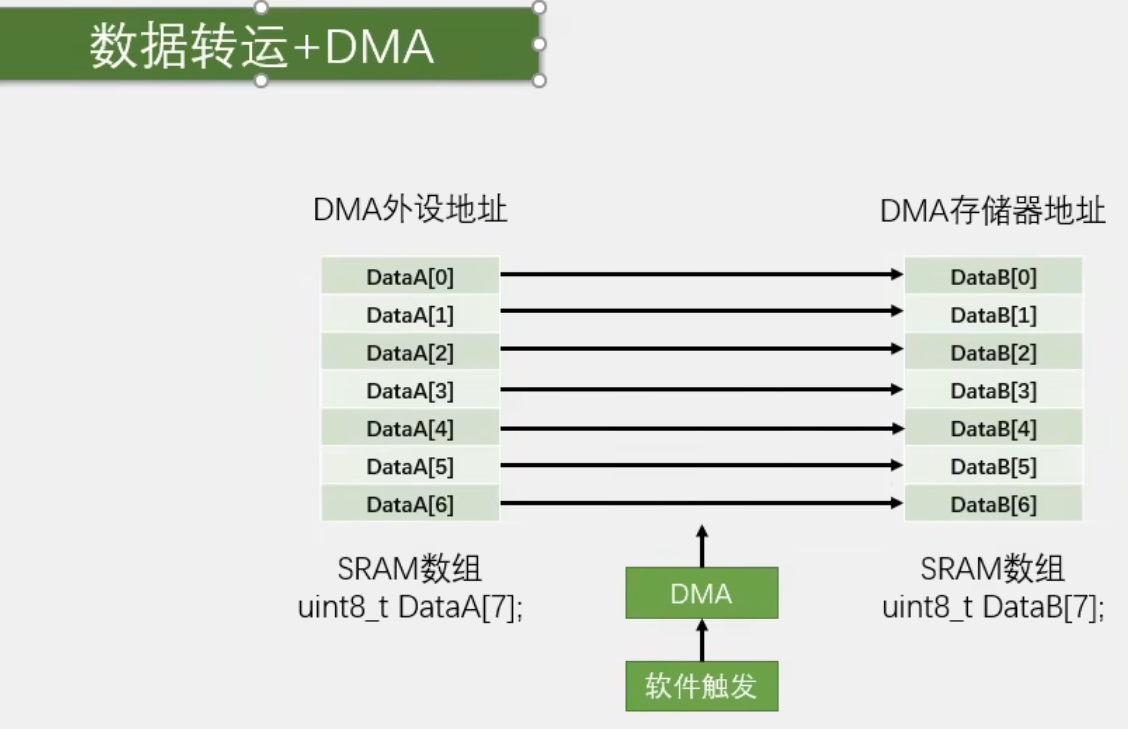 数据转运+DMA
DMA外设地址
DMA存储器地址
DataA[0]
DataB[0]
DataA[1]
DataB[1]
DataA[2]
DataB[2]
DataA[3]
DataB[3]
DataA[4]
DataB[4]
DataA[5]
DataB[5]
DataA[6]
DataB[6]
SRAM数组
uint8_t DataA[7];
SRAM数组
uint8_t DataB[7];
DMA
软件触发